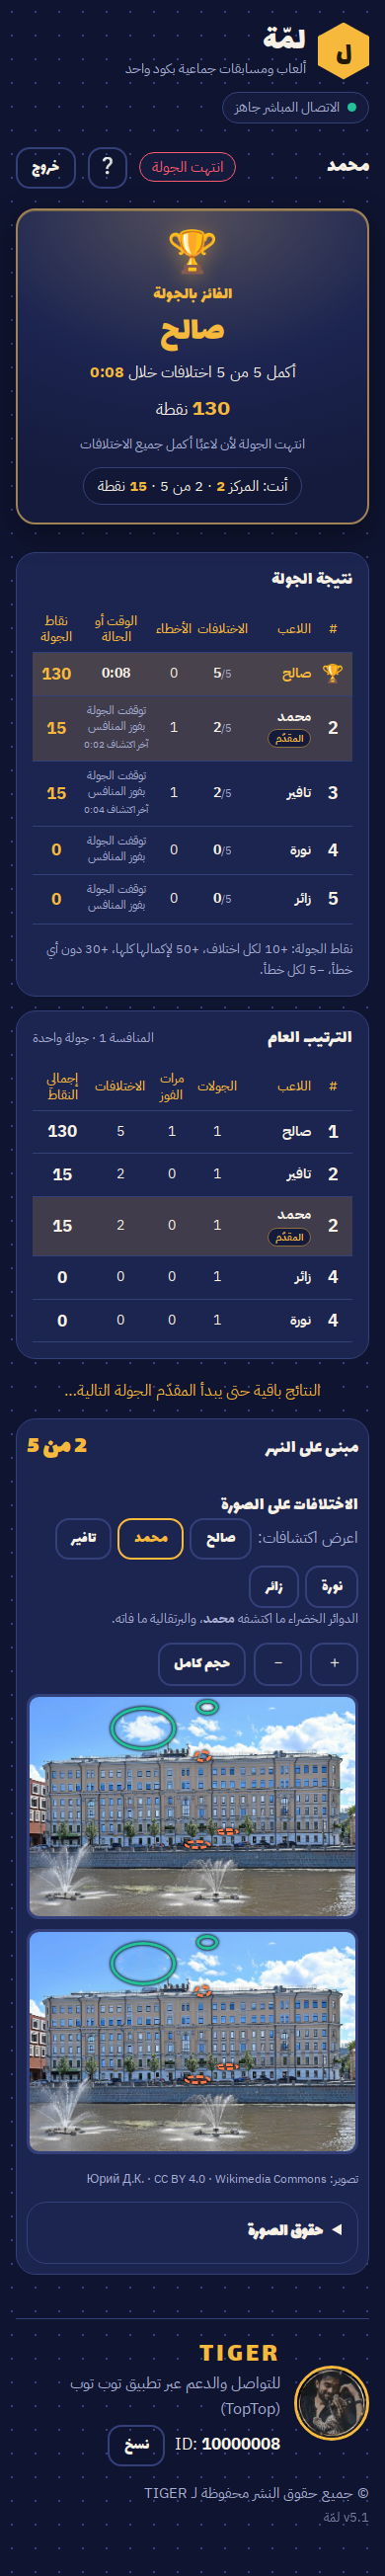 ل
لمّة
ألعاب ومسابقات جماعية بكود واحد
الاتصال المباشر جاهز
محمد
انتهت الجولة
?
خروج
🏆
الفائز بالجولة
صالح
أكمل 5 من 5 اختلافات خلال 0:08
130 نقطة
انتهت الجولة لأن لاعبًا أكمل جميع الاختلافات
أنت: المركز 2 · 2 من 5 · 15 نقطة
نتيجة الجولة
# اللاعب الاختلافات الأخطاء الوقت أو الحالة نقاط الجولة
🏆 صالح 5/5 0 0:08 130
2 محمد المقدّم 2/5 1 توقفت الجولة بفوز المنافس آخر اكتشاف 0:02 15
3 تافير 2/5 1 توقفت الجولة بفوز المنافس آخر اكتشاف 0:04 15
4 نورة 0/5 0 توقفت الجولة بفوز المنافس 0
5 زائر 0/5 0 توقفت الجولة بفوز المنافس 0
نقاط الجولة: +10 لكل اختلاف، +50 لإكمالها كلها، +30 دون أي
خطأ، −5 لكل خطأ.
الترتيب العام
المنافسة 1 · جولة واحدة
# اللاعب الجولات مرات الفوز الاختلافات إجمالي النقاط
1 صالح 1 1 5 130
2 تافير 1 0 2 15
2 محمد المقدّم 1 0 2 15
4 زائر 1 0 0 0
4 نورة 1 0 0 0
النتائج باقية حتى يبدأ المقدّم الجولة التالية...
مبنى على النهر
2 من 5
الاختلافات على الصورة
اعرض اكتشافات: صالح محمد تافير
نورة زائر
الدوائر الخضراء ما اكتشفه محمد، والبرتقالية ما فاته.
+ − حجم كامل
تصوير: Юрий Д.К. · CC BY 4.0 · Wikimedia Commons
◀ حقوق الصورة
TIGER
للتواصل والدعم عبر تطبيق توب توب
(TopTop)
ID: 10000008 نسخ
© جميع حقوق النشر محفوظة لـ TIGER
لمّة v5.1